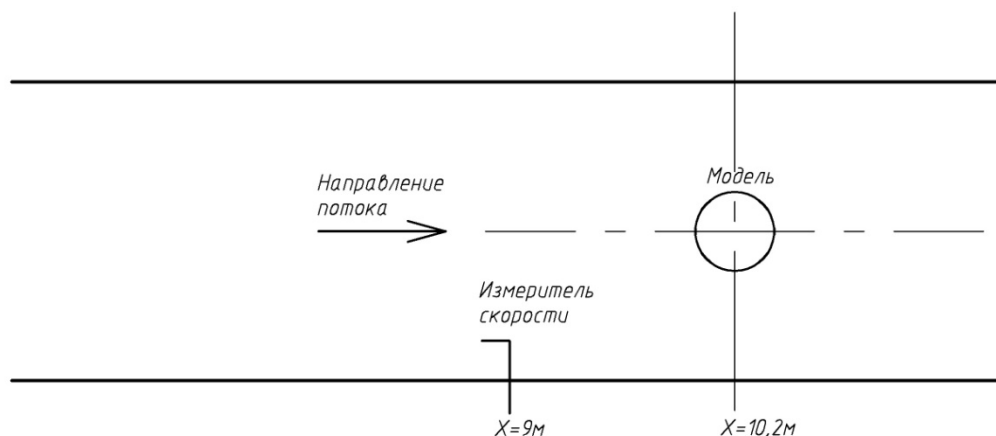 Направление
потока
Модель
Измеритель
скорости
X=9м
X=10,2м